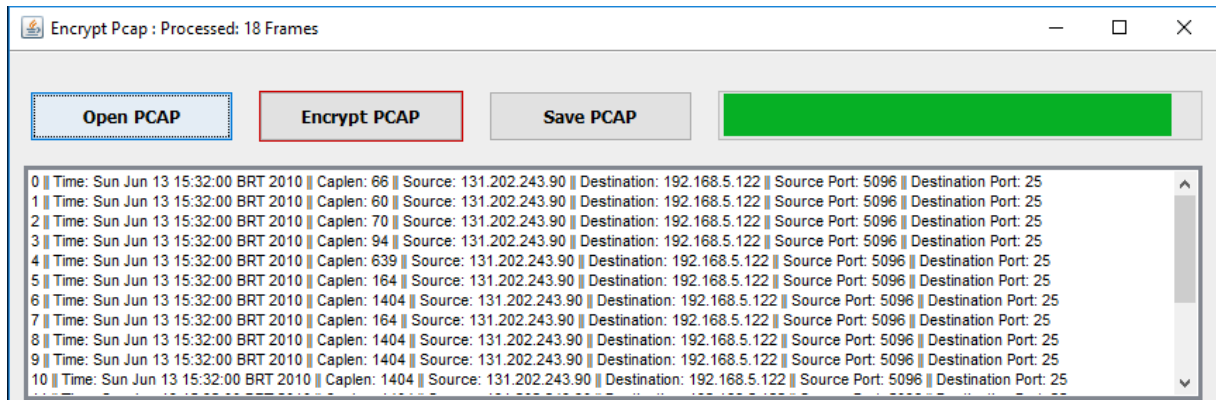 Encrypt Pcap : Processed: 18 Frames
Open PCAP Encrypt PCAP Save PCAP
0 || Time: Sun Jun 13 15:32:00 BRT 2010 || Caplen: 66 || Source: 131.202.243.90 || Destination: 192.168.5.122 || Source Port: 5096 || Destination Port: 25
1 || Time: Sun Jun 13 15:32:00 BRT 2010 || Caplen: 60 || Source: 131.202.243.90 || Destination: 192.168.5.122 || Source Port: 5096 || Destination Port: 25
2 || Time: Sun Jun 13 15:32:00 BRT 2010 || Caplen: 70 || Source: 131.202.243.90 || Destination: 192.168.5.122 || Source Port: 5096 || Destination Port: 25
3 || Time: Sun Jun 13 15:32:00 BRT 2010 || Caplen: 94 || Source: 131.202.243.90 || Destination: 192.168.5.122 || Source Port: 5096 || Destination Port: 25
4 || Time: Sun Jun 13 15:32:00 BRT 2010 || Caplen: 639 || Source: 131.202.243.90 || Destination: 192.168.5.122 || Source Port: 5096 || Destination Port: 25
5 || Time: Sun Jun 13 15:32:00 BRT 2010 || Caplen: 164 || Source: 131.202.243.90 || Destination: 192.168.5.122 || Source Port: 5096 || Destination Port: 25
6 || Time: Sun Jun 13 15:32:00 BRT 2010 || Caplen: 1404 || Source: 131.202.243.90 || Destination: 192.168.5.122 || Source Port: 5096 || Destination Port: 25
7 || Time: Sun Jun 13 15:32:00 BRT 2010 || Caplen: 164 || Source: 131.202.243.90 || Destination: 192.168.5.122 || Source Port: 5096 || Destination Port: 25
8 || Time: Sun Jun 13 15:32:00 BRT 2010 || Caplen: 1404 || Source: 131.202.243.90 || Destination: 192.168.5.122 || Source Port: 5096 || Destination Port: 25
9 || Time: Sun Jun 13 15:32:00 BRT 2010 || Caplen: 1404 || Source: 131.202.243.90 || Destination: 192.168.5.122 || Source Port: 5096 || Destination Port: 25
10 || Time: Sun Jun 13 15:32:00 BRT 2010 || Caplen: 1404 || Source: 131.202.243.90 || Destination: 192.168.5.122 || Source Port: 5096 || Destination Port: 25